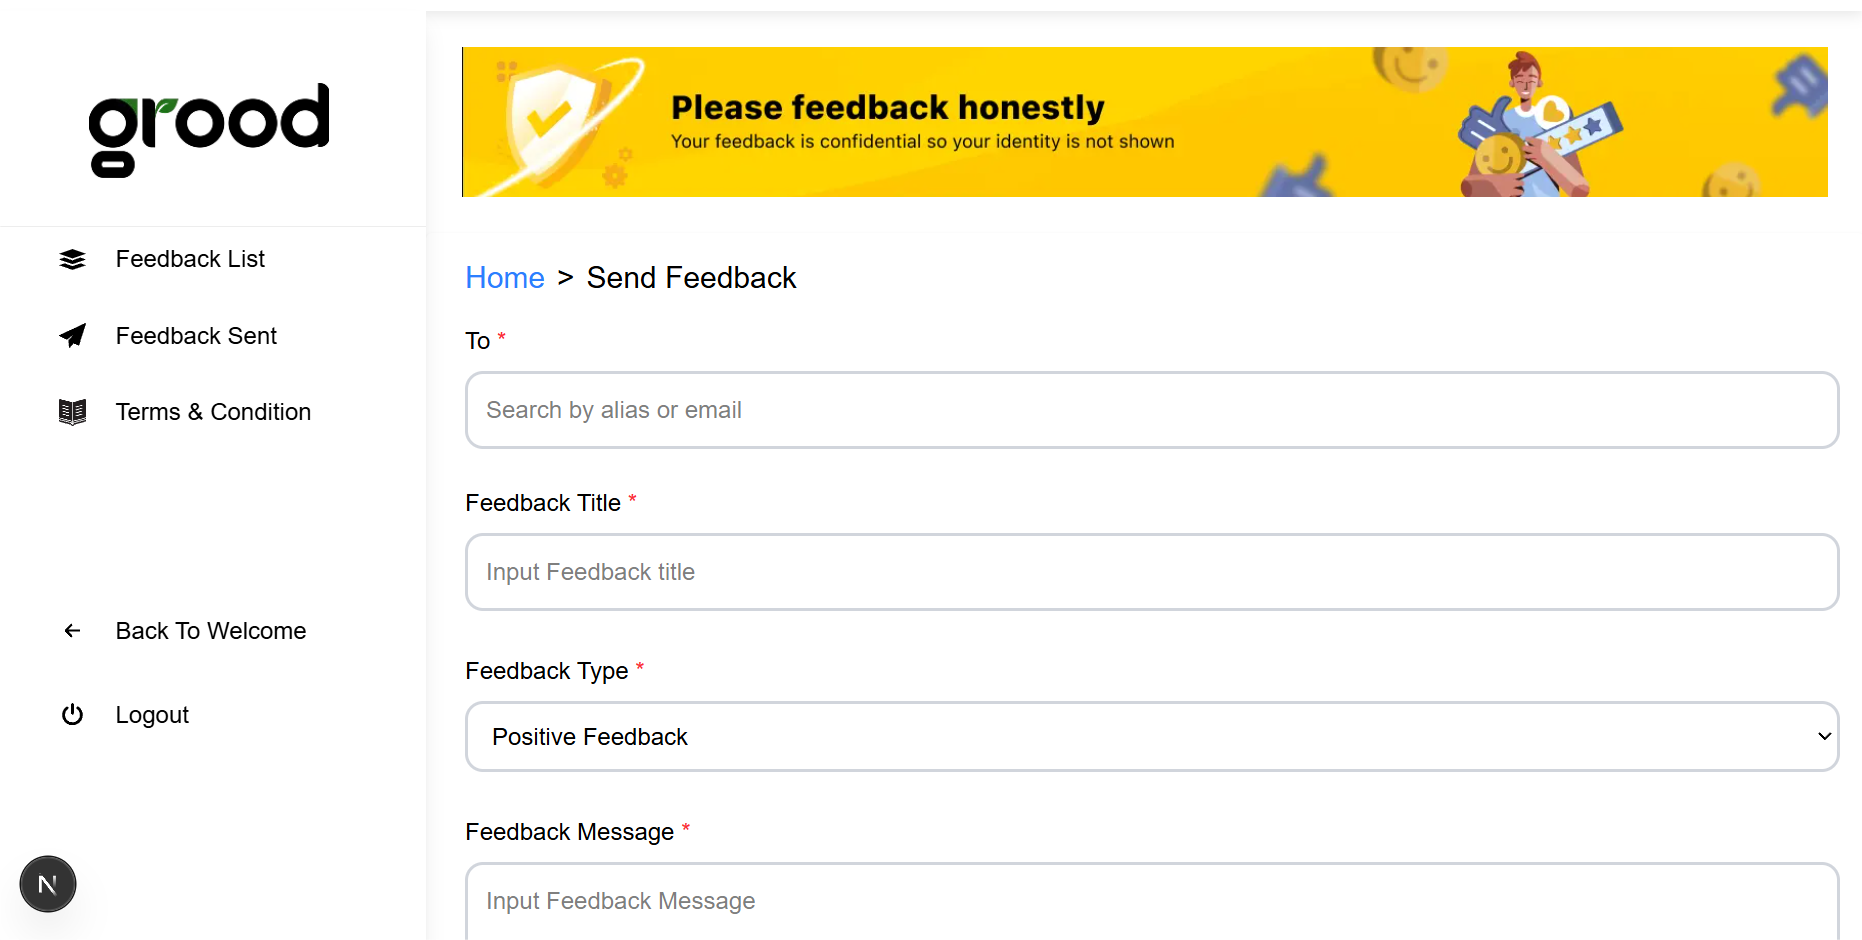 grood
Feedback List
Feedback Sent
Terms & Condition
Back To Welcome
Logout
N
Please feedback honestly
Your feedback is confidential so your identity is not shown
Home > Send Feedback
To *
Search by alias or email
Feedback Title *
Input Feedback title
Feedback Type *
Positive Feedback
Feedback Message *
Input Feedback Message